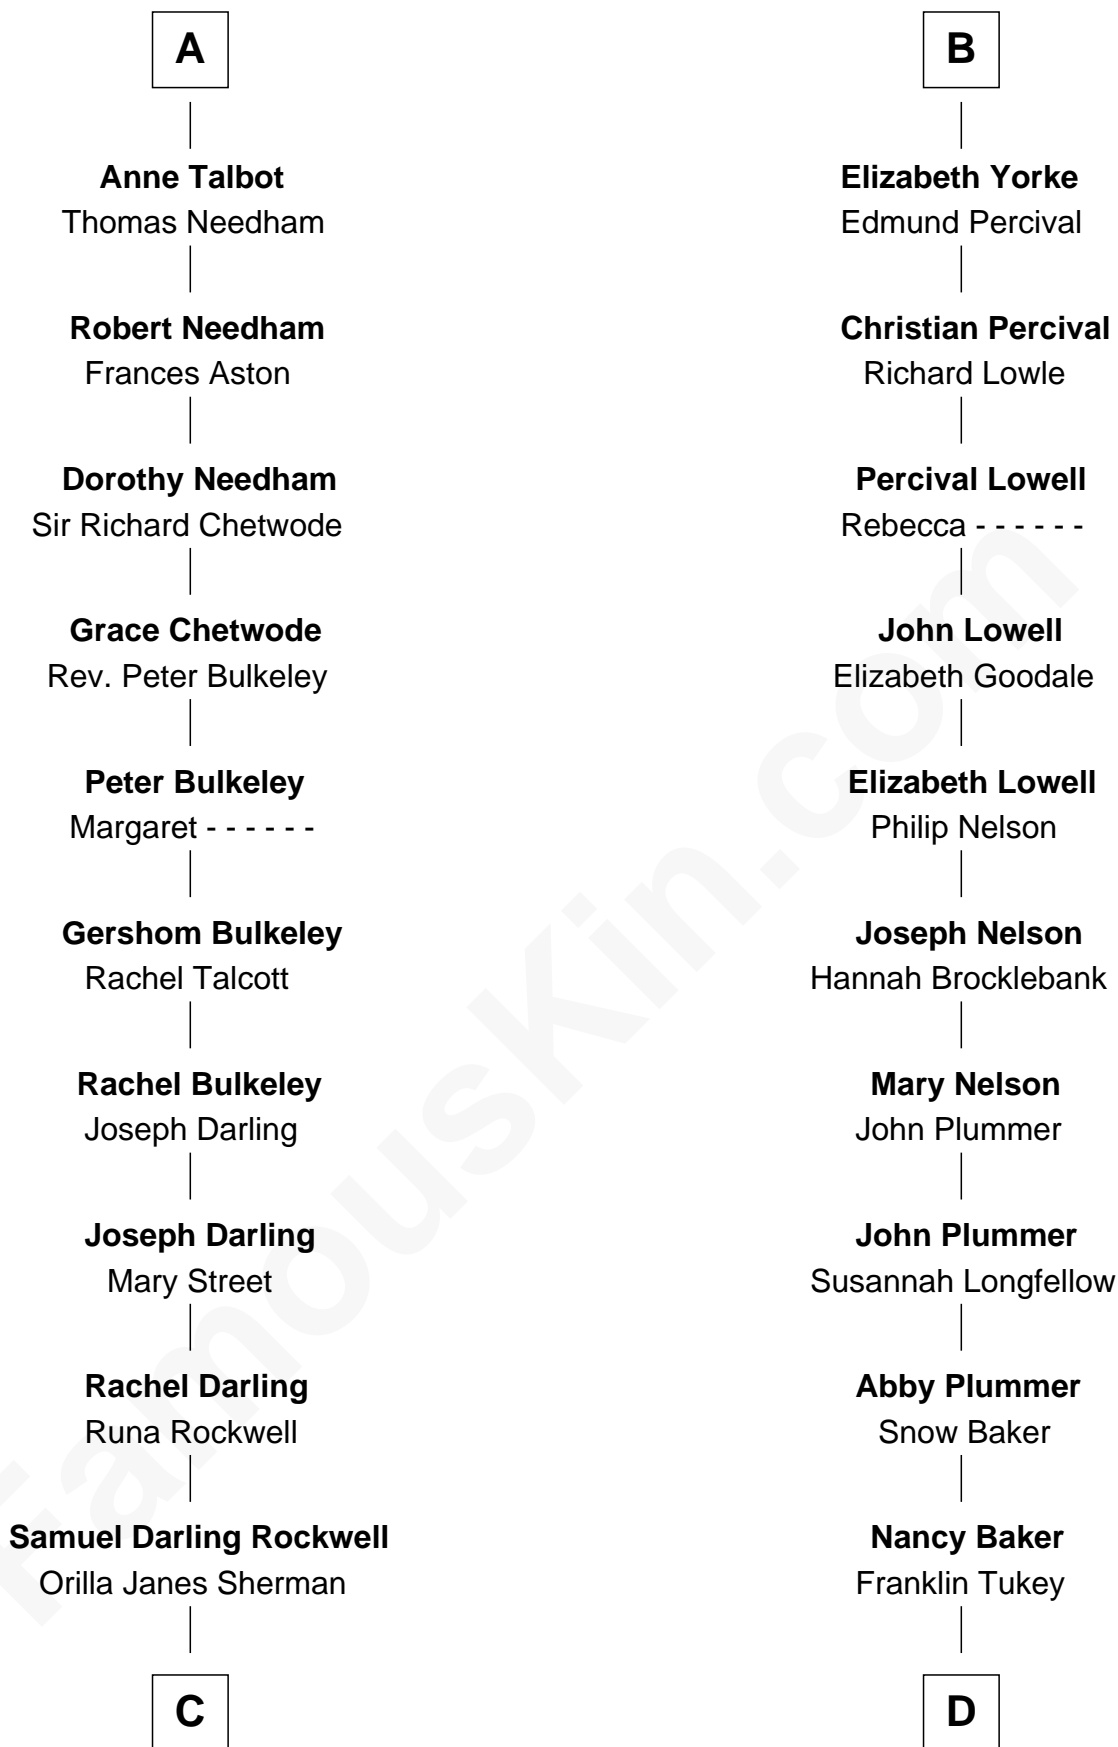 A
Anne Talbot
Thomas Needham
Robert Needham
Frances Aston
Dorothy Needham
Sir Richard Chetwode
Grace Chetwode
Rev. Peter Bulkeley
Peter Bulkeley
Margaret - - - - - -
Gershom Bulkeley
Rachel Talcott
Rachel Bulkeley
Joseph Darling
Joseph Darling
Mary Street
Rachel Darling
Runa Rockwell
Samuel Darling Rockwell
Orilla Janes Sherman
C
B
Elizabeth Yorke
Edmund Percival
Christian Percival
Richard Lowle
Percival Lowell
Rebecca - - - - - -
John Lowell
Elizabeth Goodale
Elizabeth Lowell
Philip Nelson
Joseph Nelson
Hannah Brocklebank
Mary Nelson
John Plummer
John Plummer
Susannah Longfellow
Abby Plummer
Snow Baker
Nancy Baker
Franklin Tukey
D
FamousKin.com